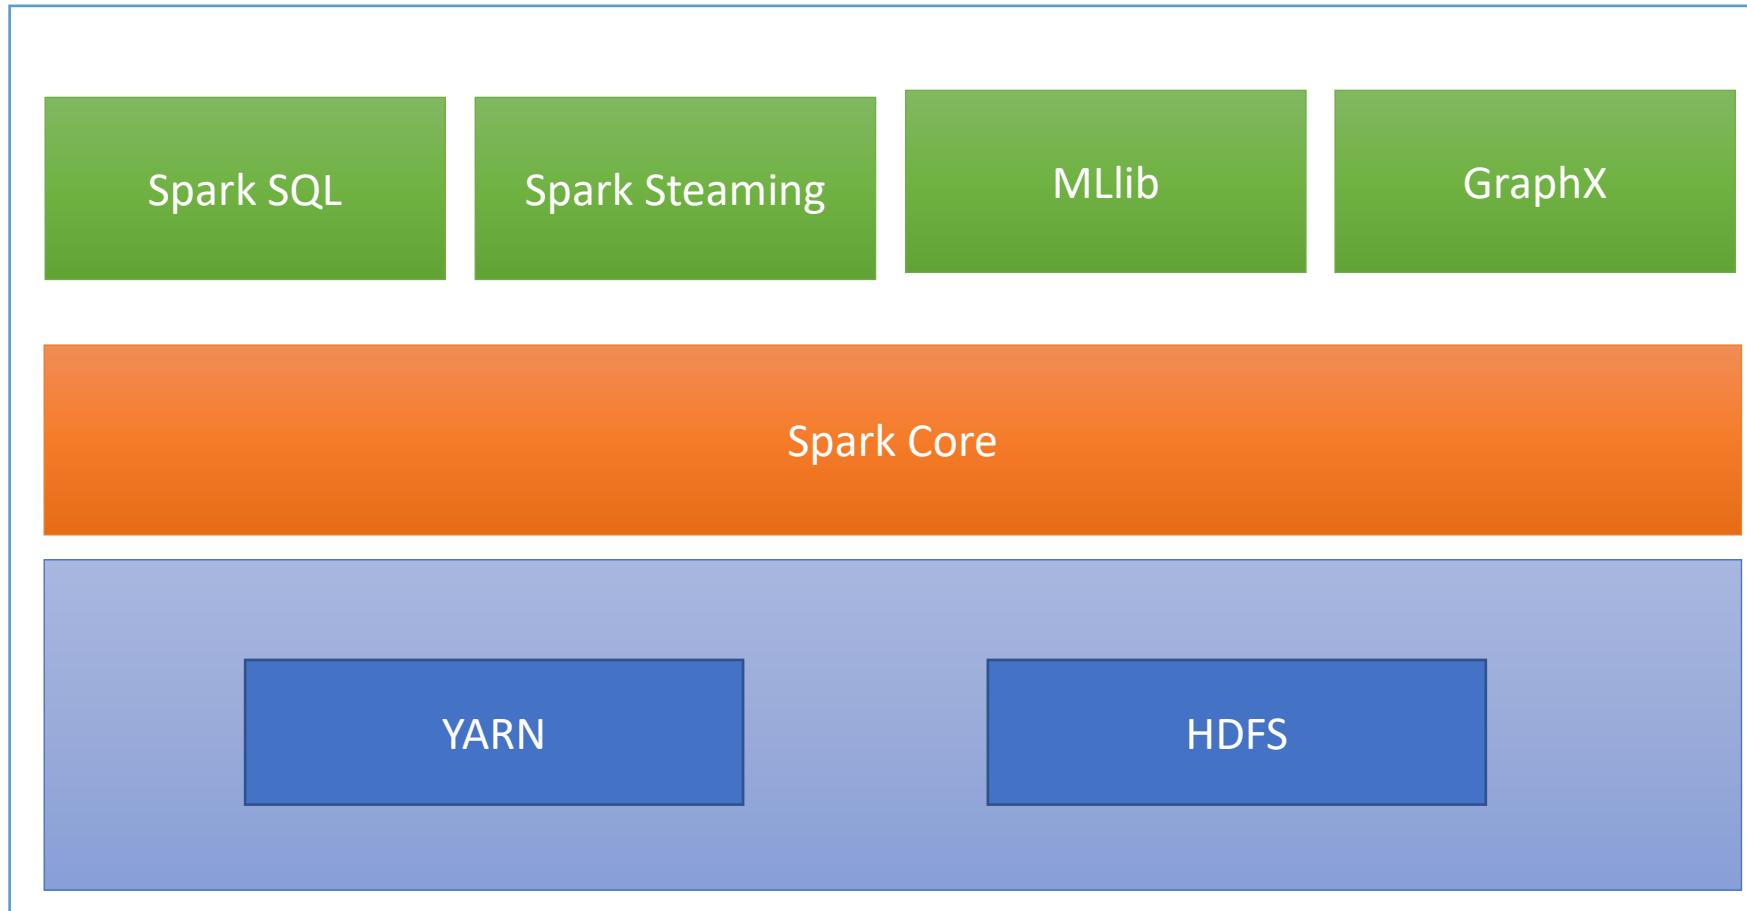 Spark SQL
Spark Steaming
MLlib
GraphX
Spark Core
YARN
HDFS